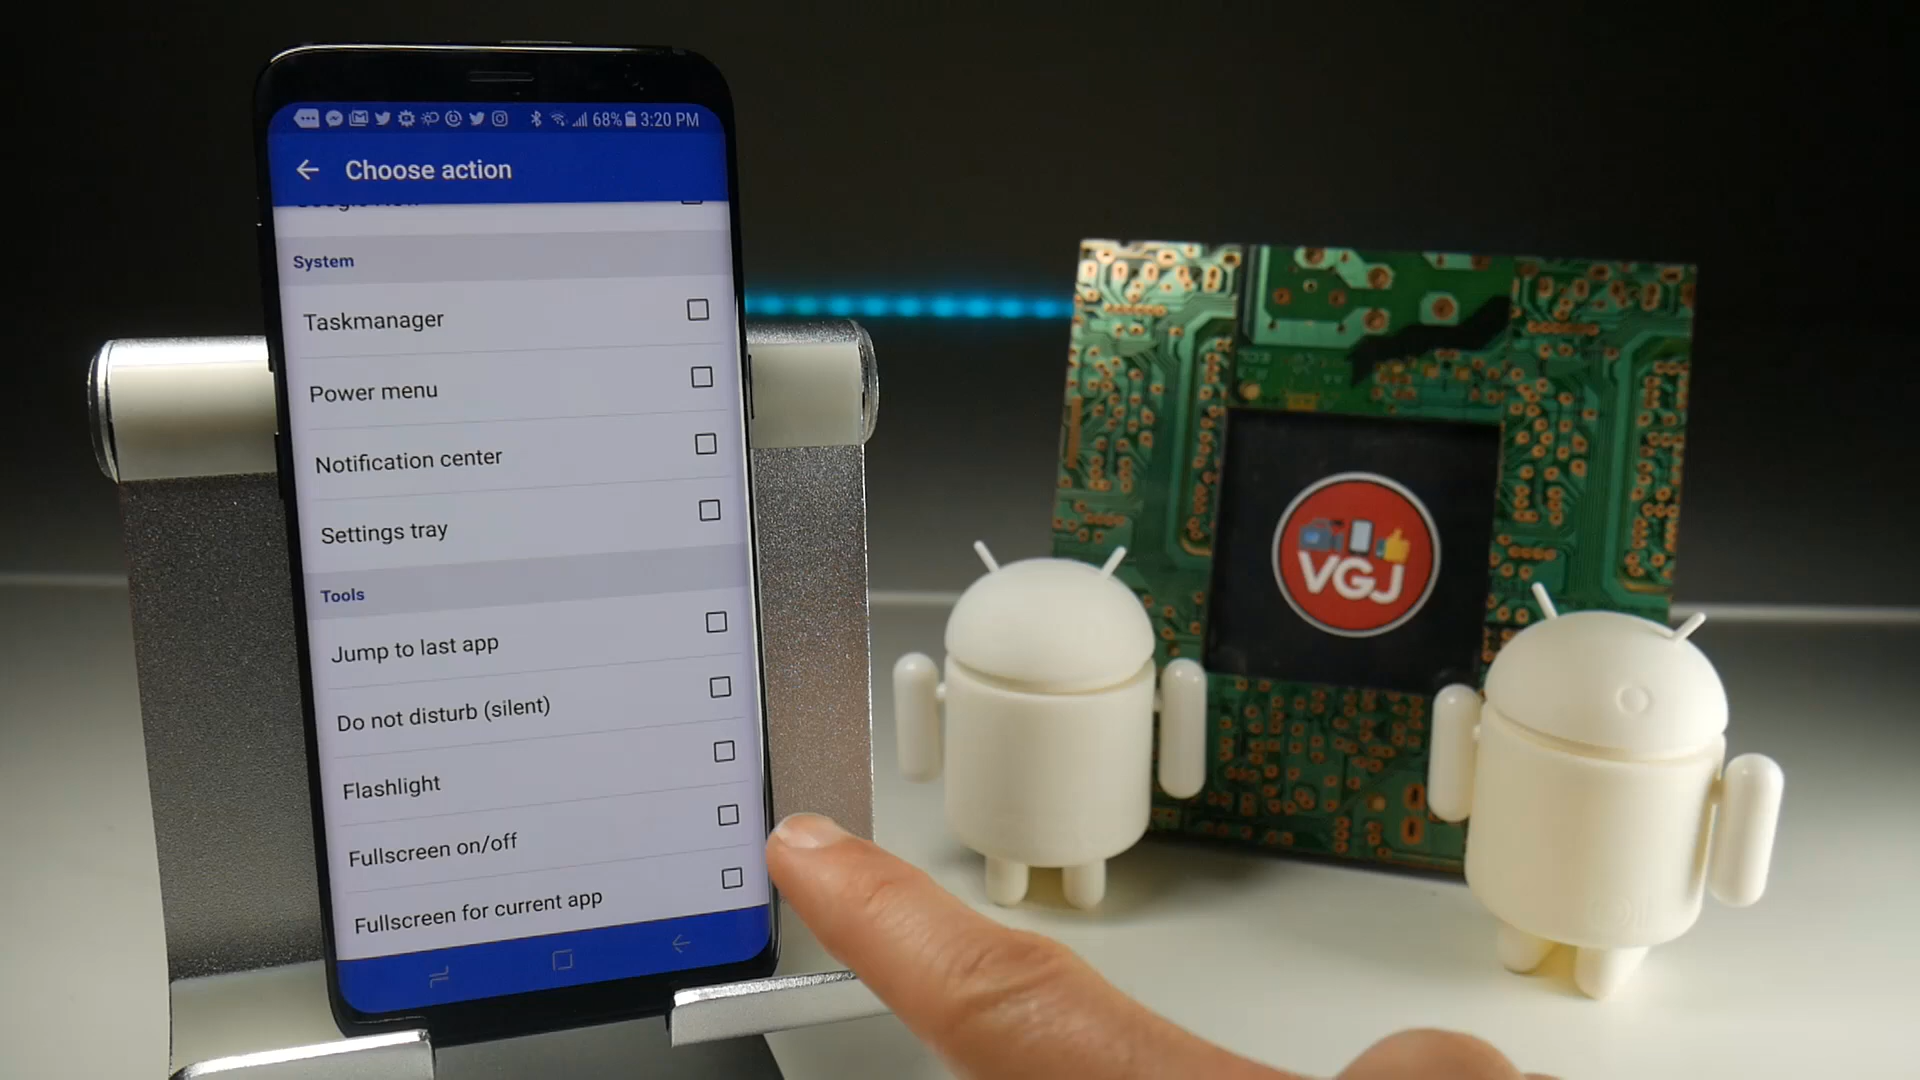 68% 3:20 PM
Choose action
System
Taskmanager
Power menu
Notification center
Settings tray
Tools
Jump to last app
Do not disturb (silent)
Flashlight
Fullscreen on/off
Fullscreen for current app
VGJ